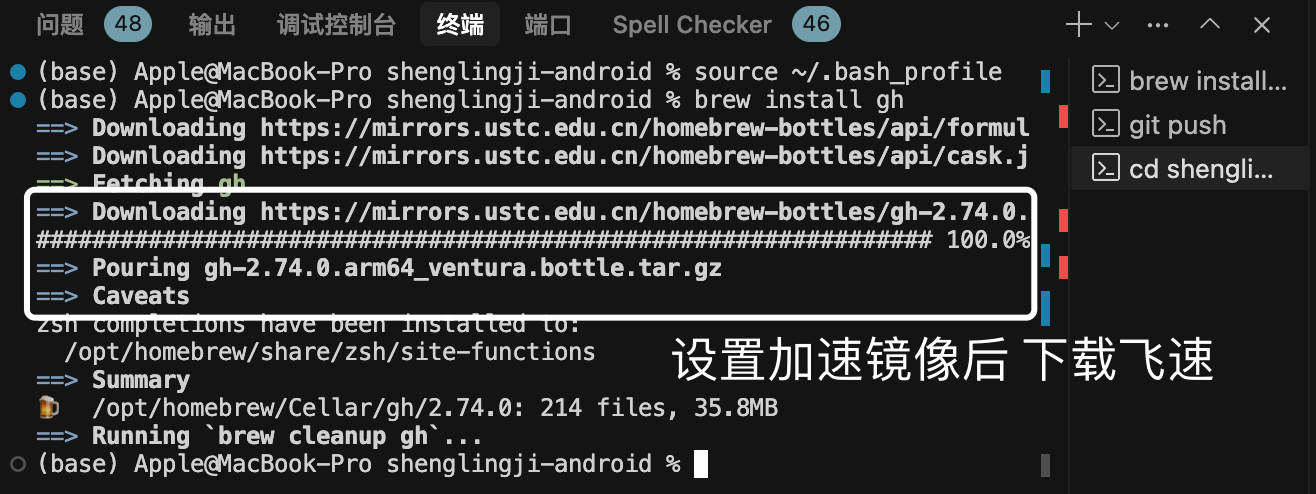 问题 48 输出 调试控制台 终端 端口 Spell Checker 46
(base) Apple@MacBook-Pro shenglingji-android % source ~/.bash_profile
(base) Apple@MacBook-Pro shenglingji-android % brew install gh
==> Downloading https://mirrors.ustc.edu.cn/homebrew-bottles/api/formul
==> Downloading https://mirrors.ustc.edu.cn/homebrew-bottles/api/cask.j
==> Fetching gh
==> Downloading https://mirrors.ustc.edu.cn/homebrew-bottles/gh-2.74.0.
################################################################ 100.0%
==> Pouring gh-2.74.0.arm64_ventura.bottle.tar.gz
==> Caveats
zsh completions have been installed to:
/opt/homebrew/share/zsh/site-functions
==> Summary
🍺 /opt/homebrew/Cellar/gh/2.74.0: 214 files, 35.8MB
==> Running `brew cleanup gh`...
(base) Apple@MacBook-Pro shenglingji-android %
设置加速镜像后 下载飞速
brew install...
git push
cd shengli...